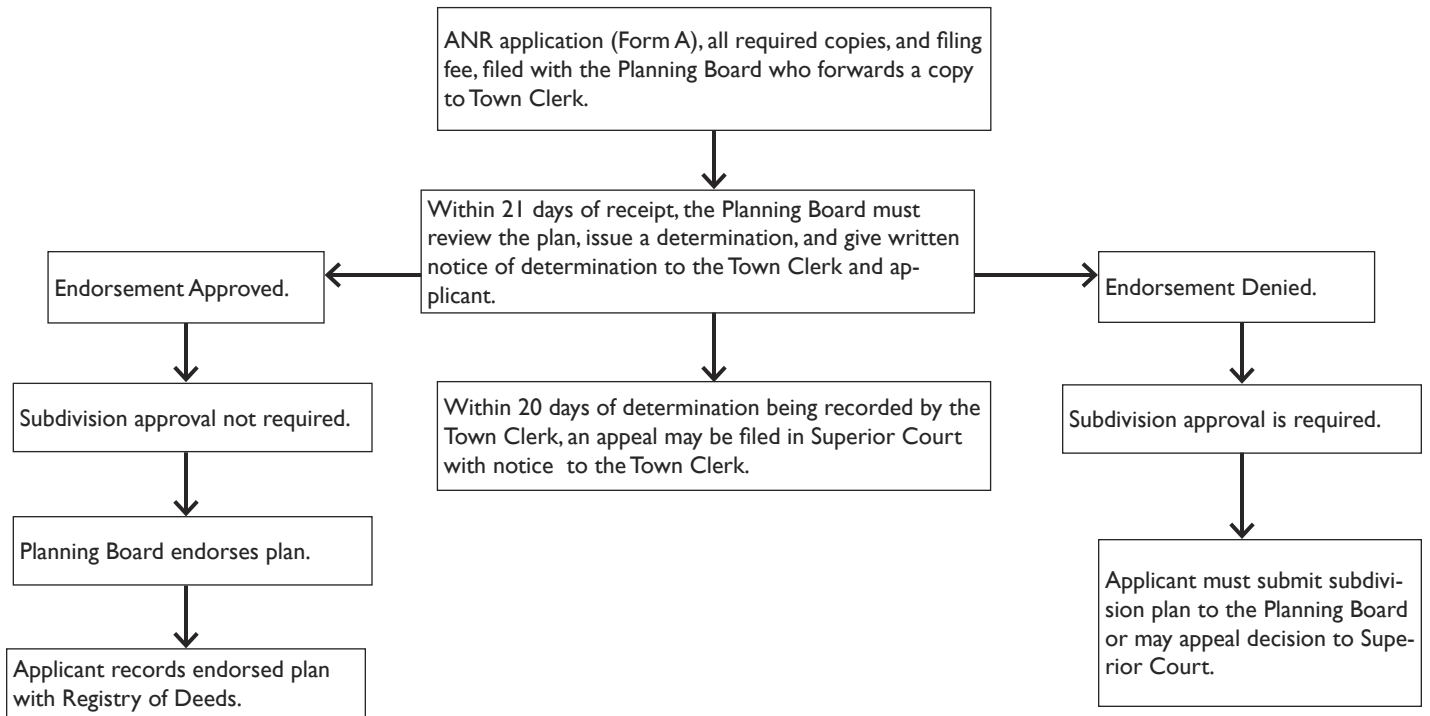 ANR application (Form A), all required copies, and filing
fee, filed with the Planning Board who forwards a copy
to Town Clerk.
Within 21 days of receipt, the Planning Board must
review the plan, issue a determination, and give written
notice of determination to the Town Clerk and ap-
plicant.
Endorsement Approved.
Endorsement Denied.
Subdivision approval not required.
Within 20 days of determination being recorded by the
Town Clerk, an appeal may be filed in Superior Court
with notice  to the Town Clerk.
Subdivision approval is required.
Planning Board endorses plan.
Applicant must submit subdivi-
sion plan to the Planning Board
or may appeal decision to Supe-
rior Court.
Applicant records endorsed plan
with Registry of Deeds.